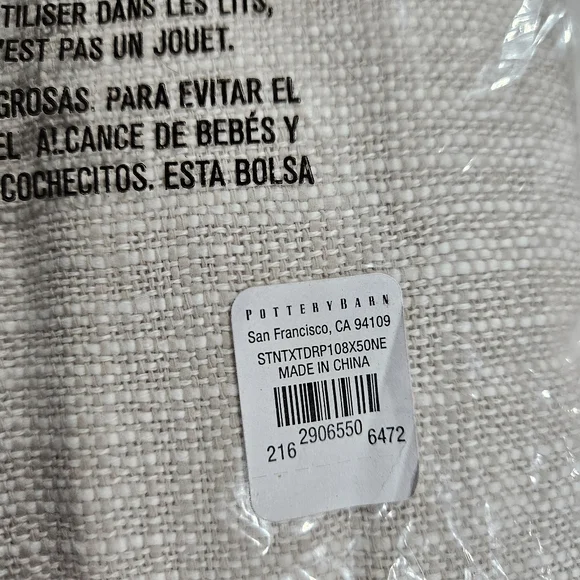 TILISER DANS LES LITS,
'EST PAS UN JOUET.
GROSAS. PARA EVITAR EL
EL ALCANCE DE BEBÉS Y
COCHECITOS. ESTA BOLSA
POTTERYBARN
San Francisco, CA 94109
STNTXTDRP108X50NE
MADE IN CHINA
216 2906550 6472